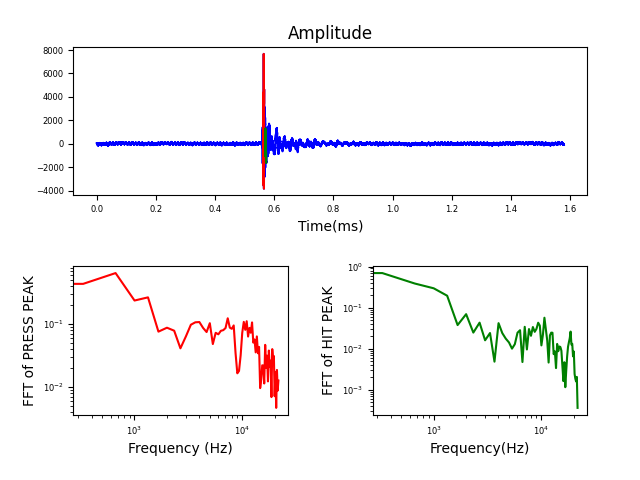 Amplitude
8000
6000
4000
2000
0
−2000
−4000
0.0 0.2 0.4 0.6 0.8 1.0 1.2 1.4 1.6
Time(ms)
FFT of PRESS PEAK
10⁻¹
10⁻²
10³ 10⁴
Frequency (Hz)
FFT of HIT PEAK
10⁰
10⁻¹
10⁻²
10⁻³
10³ 10⁴
Frequency(Hz)